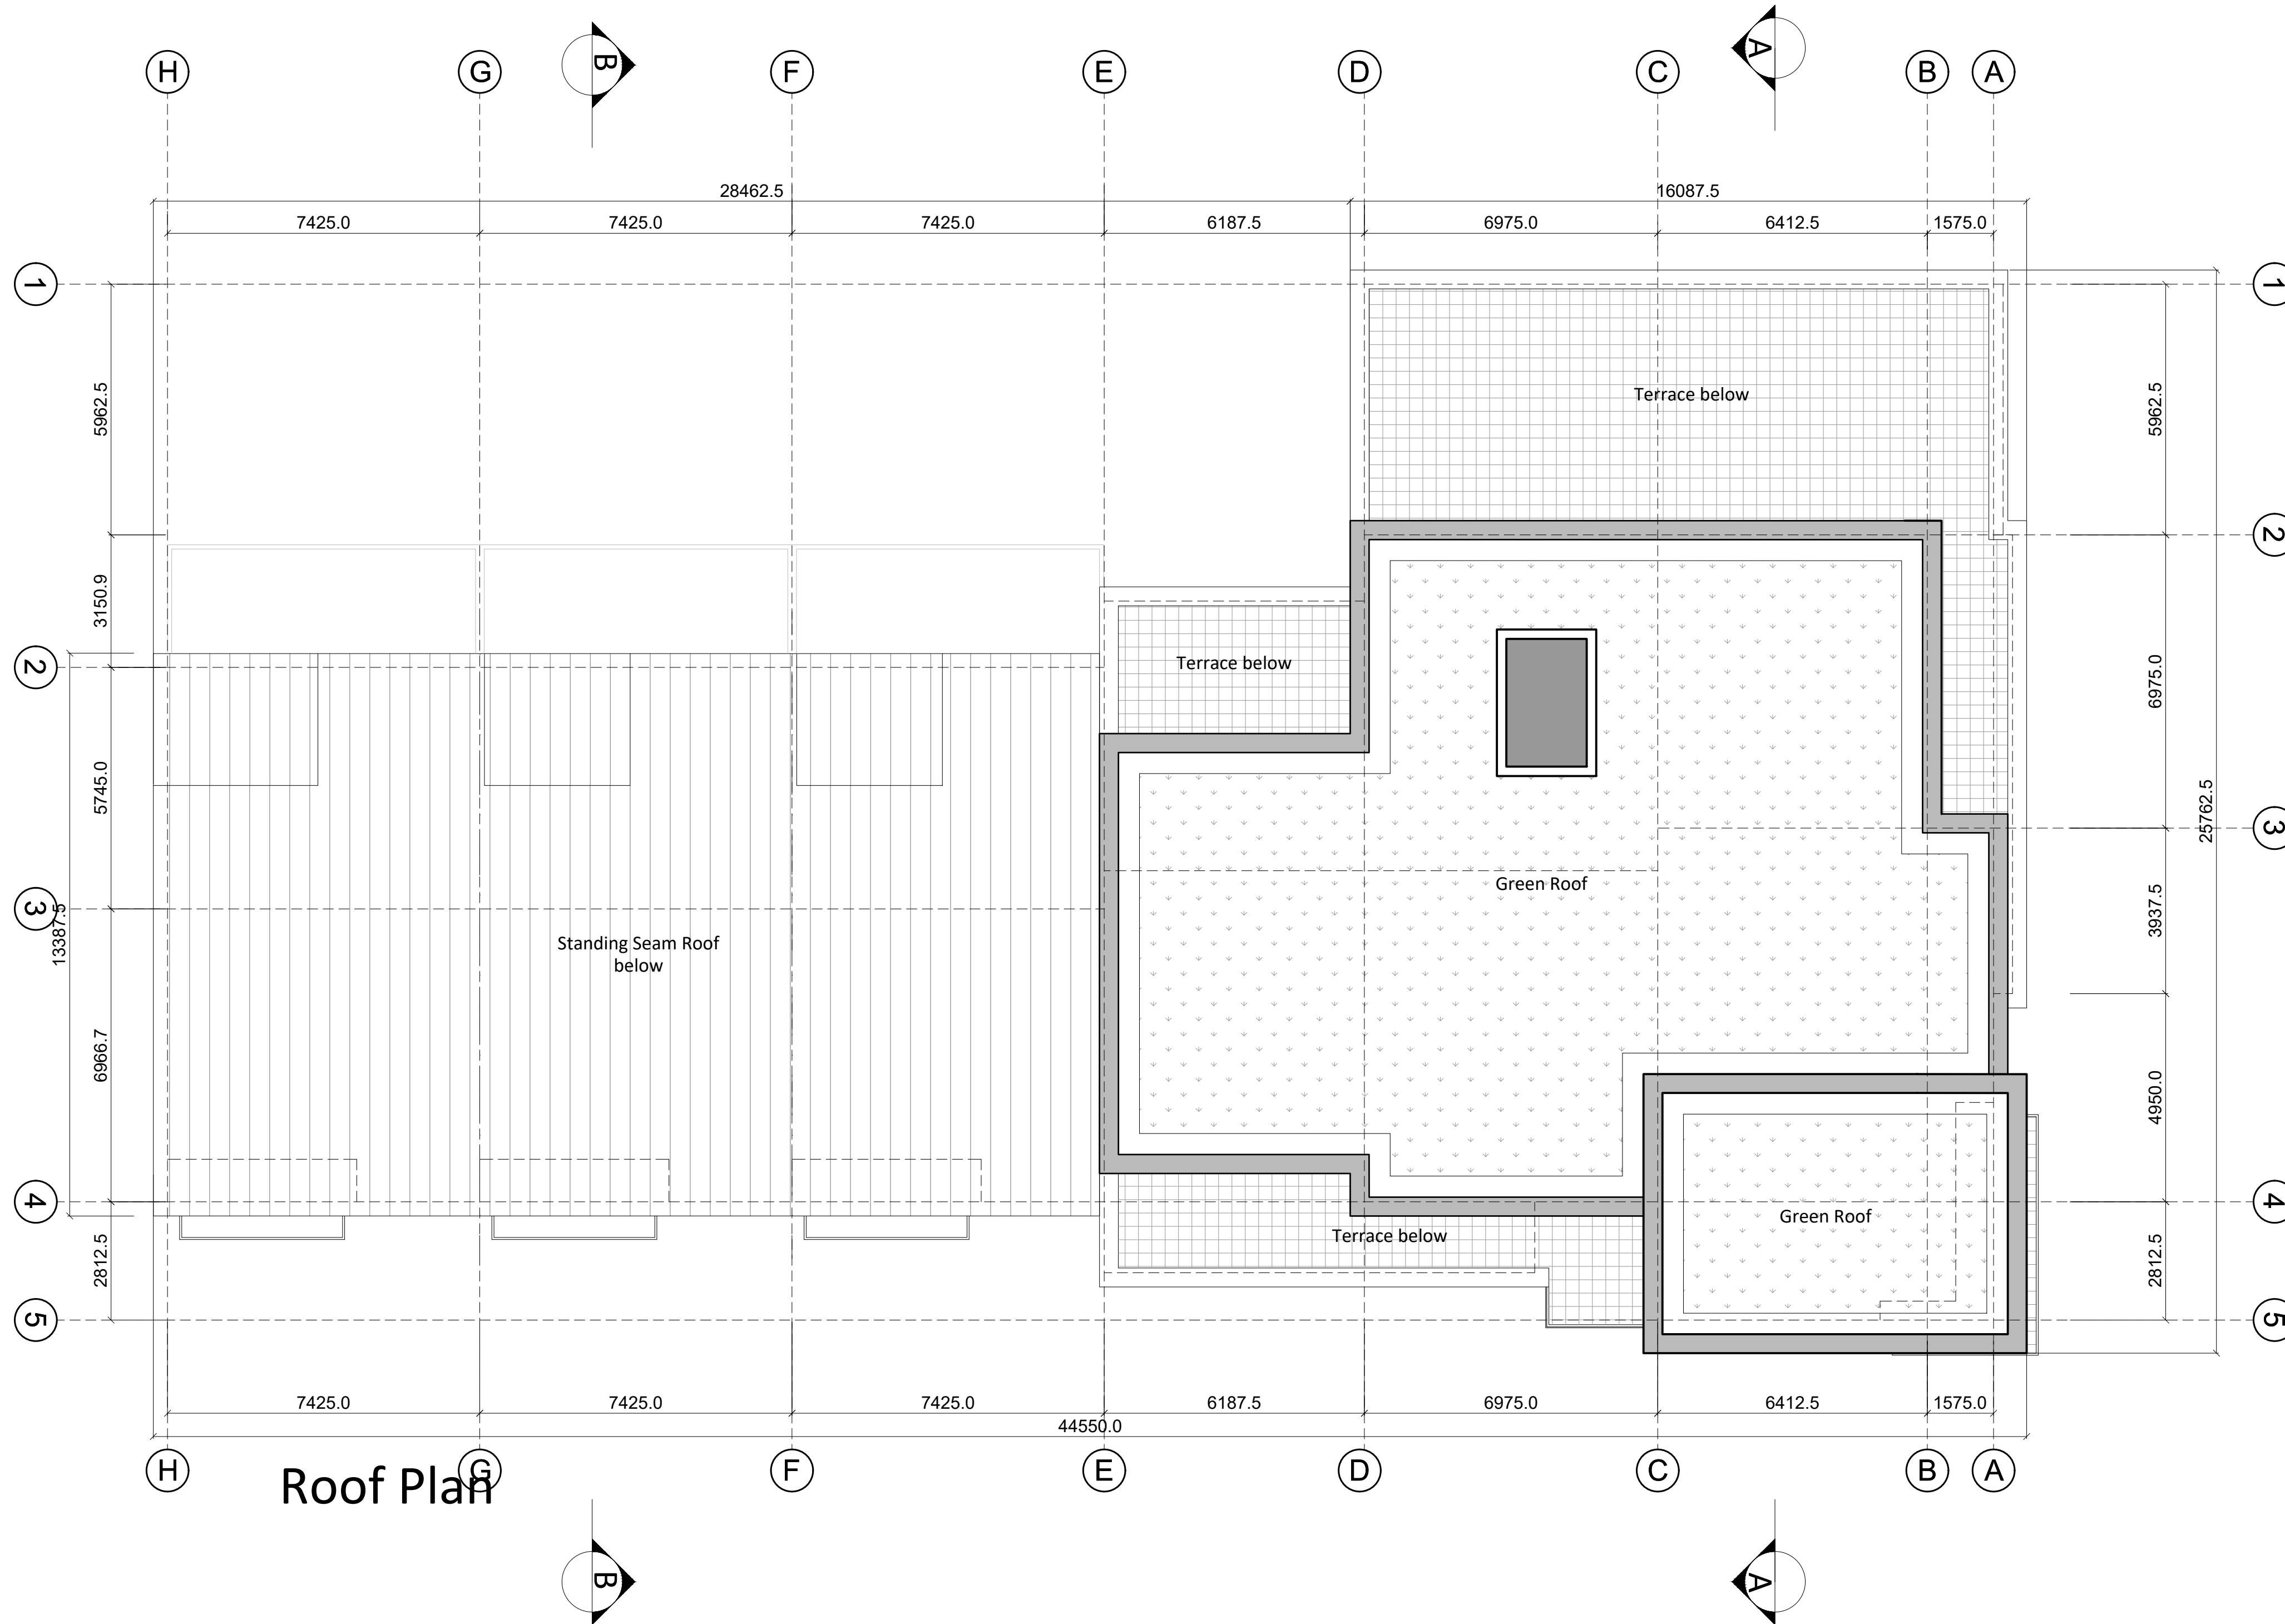 B
A
H
G
F
E
D
C
B
A
28462.5
16087.5
7425.0
7425.0
7425.0
6187.5
6975.0
6412.5
1575.0
1
1
5962.5
Terrace below
5962.5
2
3150.9
2
Terrace below
6975.0
57445.0
25762.5
3
Green Roof
3
13387.5
Standing Seam Roof
below
3937.5
6966.7
4950.0
4
Green Roof
4
Terrace below
2812.5
2812.5
5
5
7425.0
7425.0
7425.0
6187.5
6975.0
6412.5
1575.0
44550.0
H
G
F
E
D
C
B
A
Roof Plan
B
A